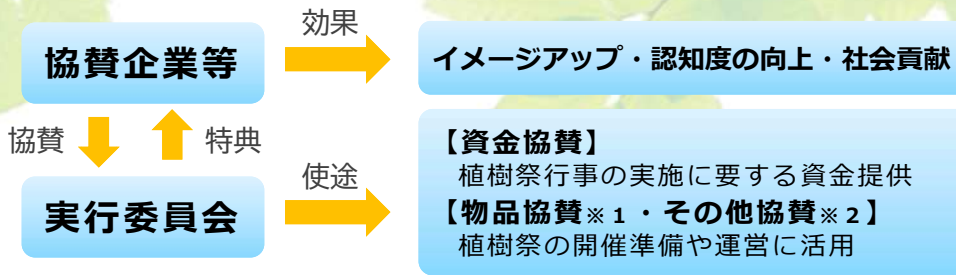 効果
協賛企業等
イメージアップ・認知度の向上・社会貢献
協賛
特典
【資金協賛】
植樹祭行事の実施に要する資金提供
使途
実行委員会
【物品協賛※1・その他協賛※2】
植樹祭の開催準備や運営に活用